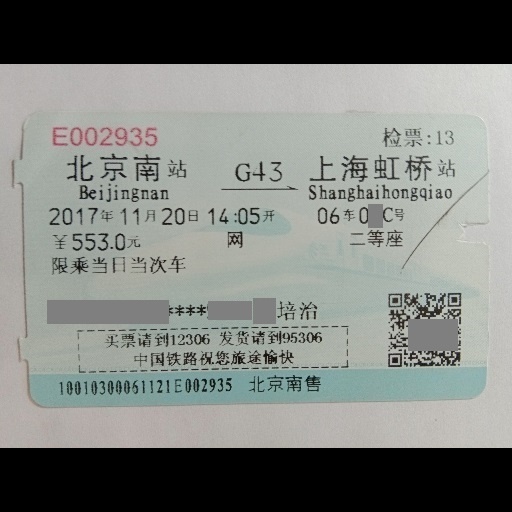 E002935 检票:13
北京南站 G43 上海虹桥站
Beijingnan Shanghaihongqiao
2017年11月20日14:05开 06车0 C号
￥553.0元 网 二等座
限乘当日当次车
**** 培治
买票请到12306 发货请到95306
中国铁路祝您旅途愉快
10010300061121E002935 北京南售